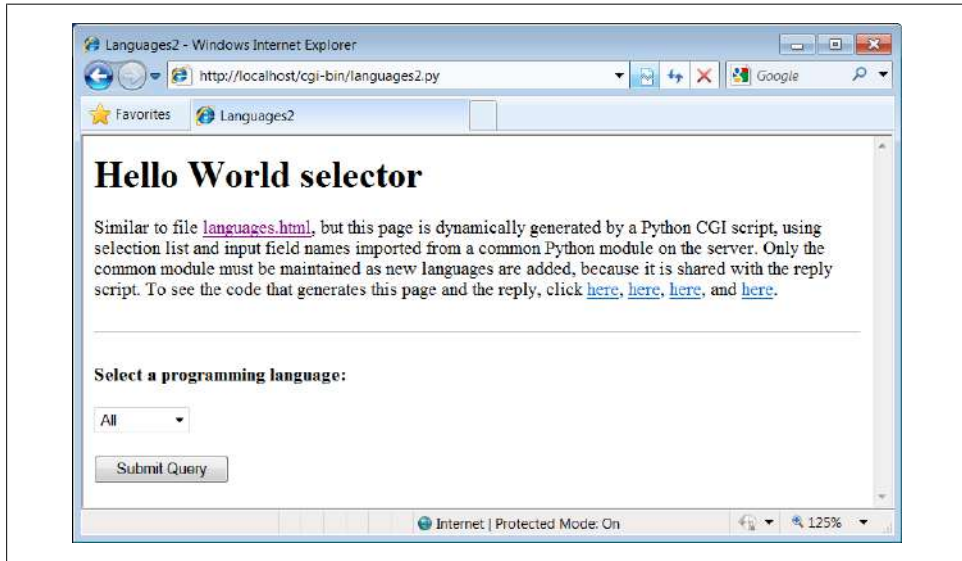 Languages2 - Windows Internet Explorer
http://localhost/cgi-bin/languages2.py
Google
Favorites
Languages2
Hello World selector
Similar to file languages.html, but this page is dynamically generated by a Python CGI script, using
selection list and input field names imported from a common Python module on the server. Only the
common module must be maintained as new languages are added, because it is shared with the reply
script. To see the code that generates this page and the reply, click here, here, here, and here.
Select a programming language:
All
Submit Query
Internet | Protected Mode: On
125%